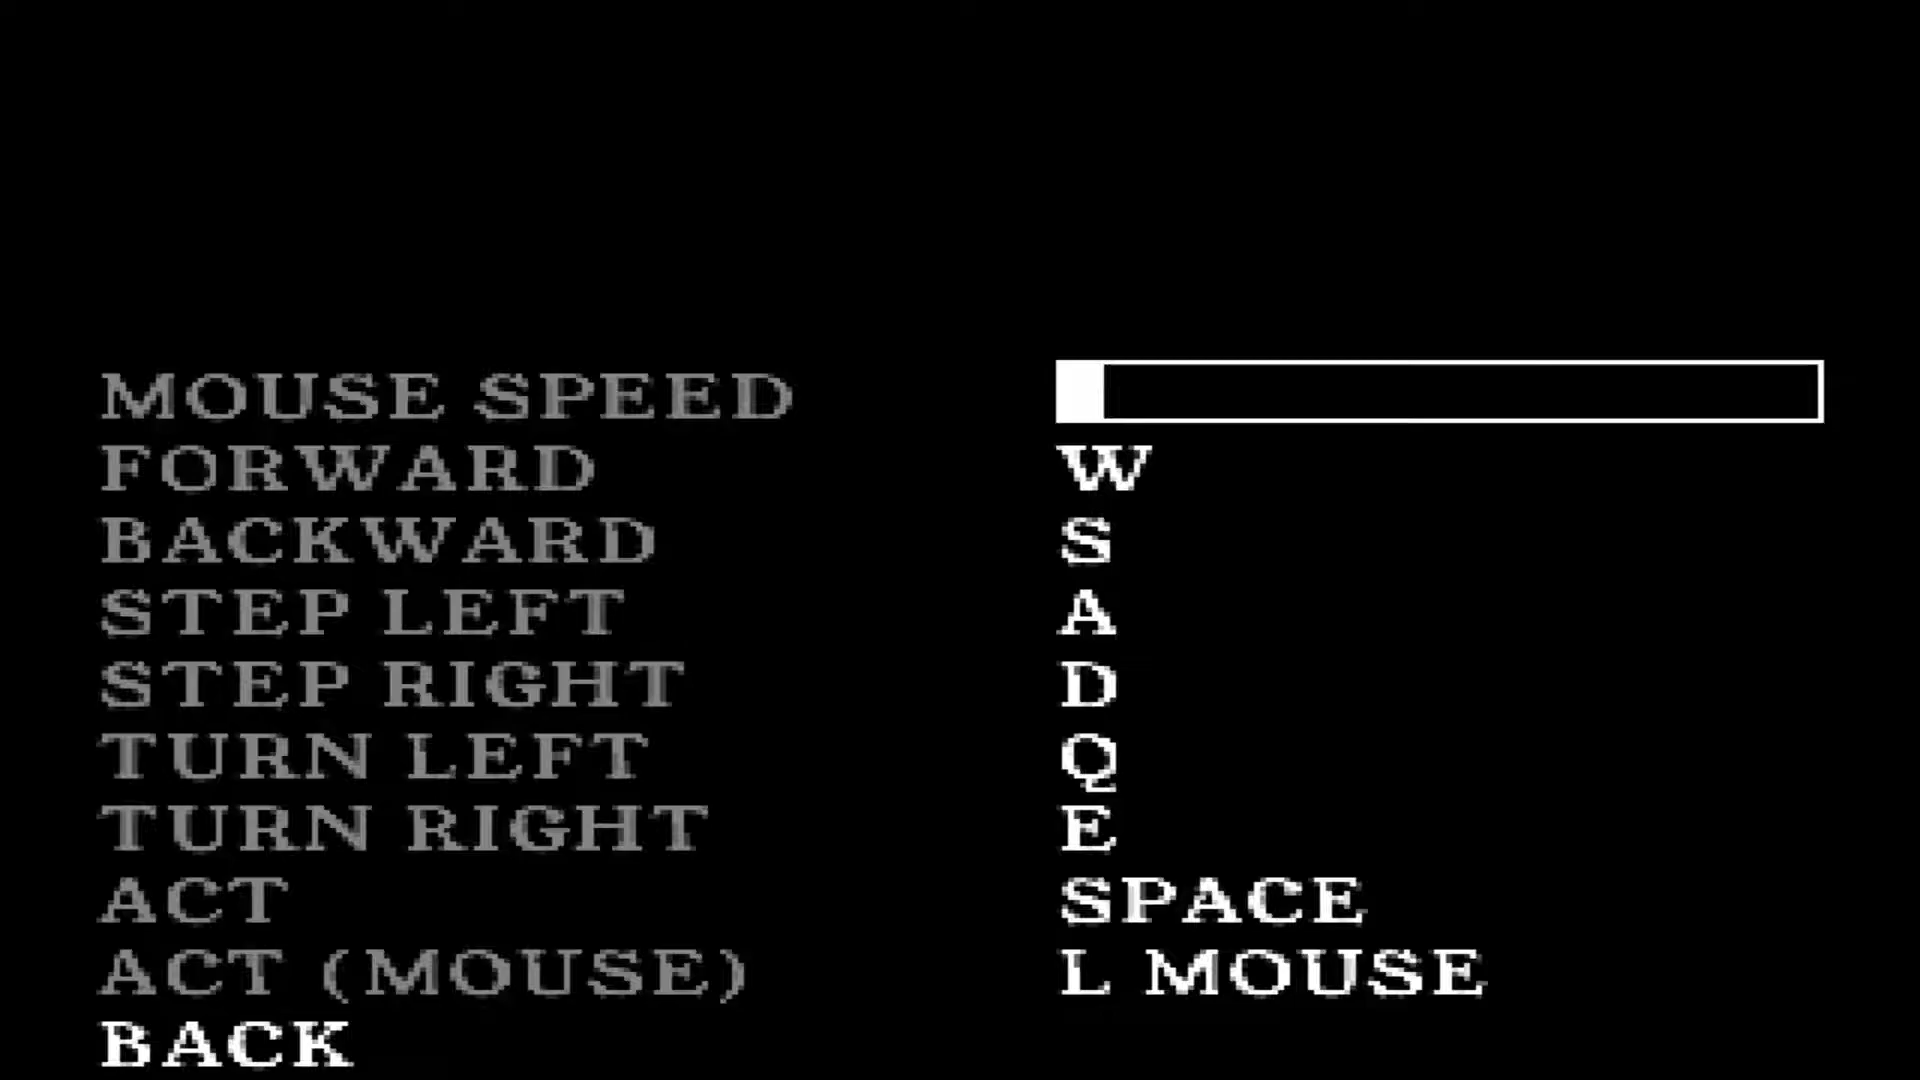 MOUSE SPEED
FORWARD W
BACKWARD S
STEP LEFT A
STEP RIGHT D
TURN LEFT Q
TURN RIGHT E
ACT SPACE
ACT (MOUSE) L MOUSE
BACK